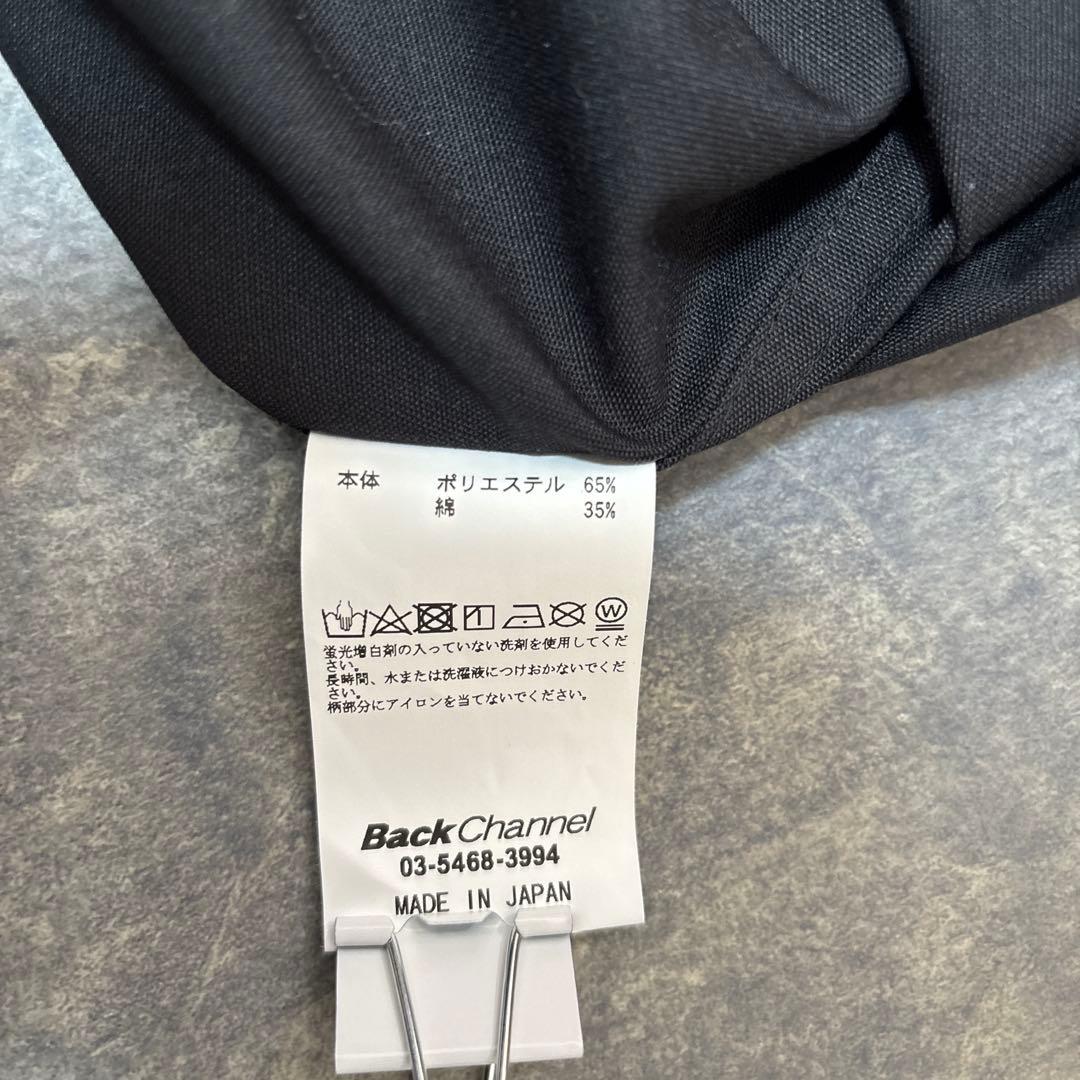 本体 ポリエステル 65%
綿 35%
W
蛍光増白剤の入っていない洗剤を使用してくだ
さい。
長時間、水または洗濯液につけおかないでくだ
さい。
柄部分にアイロンを当てないでください。
BackChannel
03-5468-3994
MADE IN JAPAN